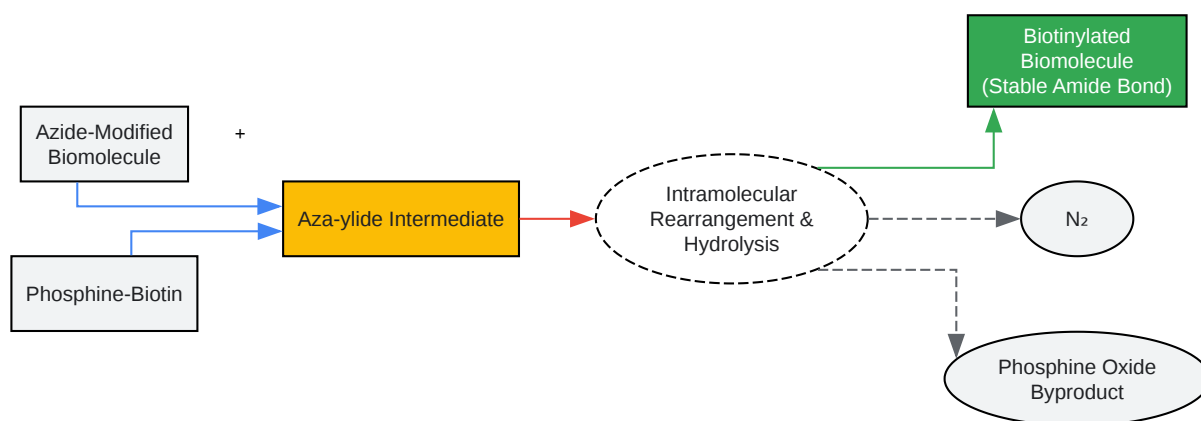 Azide-Modified
Biomolecule
+
Phosphine-Biotin
Aza-ylide Intermediate
Intramolecular
Rearrangement &
Hydrolysis
Biotinylated
Biomolecule
(Stable Amide Bond)
N₂
Phosphine Oxide
Byproduct